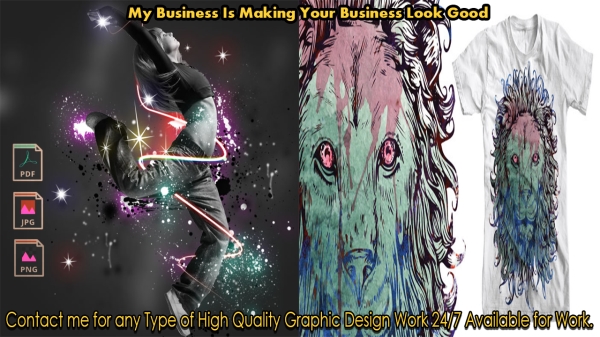 My Business Is Making Your Business Look Good
PDF
JPG
PNG
Contact me for any Type of High Quality Graphic Design Work 24/7 Available for Work.